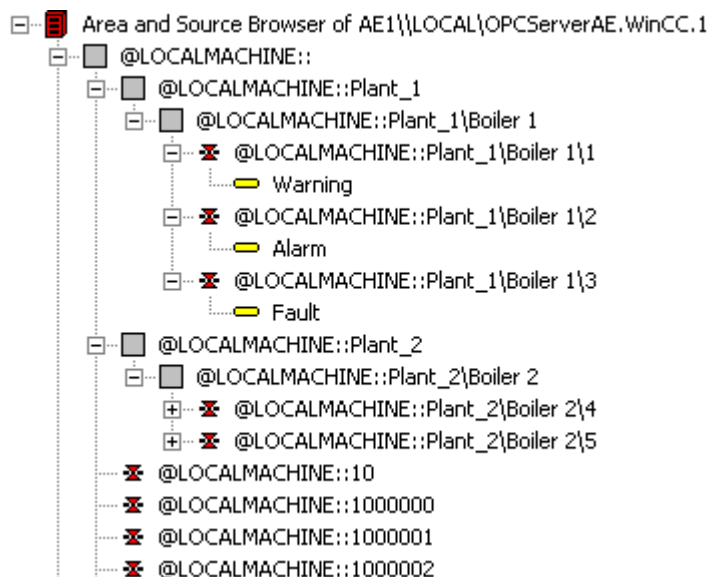 Area and Source Browser of AE1\\LOCAL\OPCServerAE.WinCC.1
@LOCALMACHINE::
@LOCALMACHINE::Plant_1
@LOCALMACHINE::Plant_1\Boiler 1
@LOCALMACHINE::Plant_1\Boiler 1\1
Warning
@LOCALMACHINE::Plant_1\Boiler 1\2
Alarm
@LOCALMACHINE::Plant_1\Boiler 1\3
Fault
@LOCALMACHINE::Plant_2
@LOCALMACHINE::Plant_2\Boiler 2
@LOCALMACHINE::Plant_2\Boiler 2\4
@LOCALMACHINE::Plant_2\Boiler 2\5
@LOCALMACHINE::10
@LOCALMACHINE::1000000
@LOCALMACHINE::1000001
@LOCALMACHINE::1000002